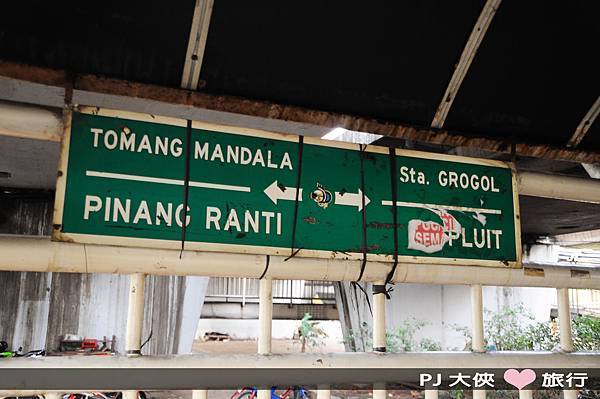 TOMANG MANDALA
PINANG RANTI
Sta. GROGOL
PLUIT
PJ 大俠 ♥ 旅行